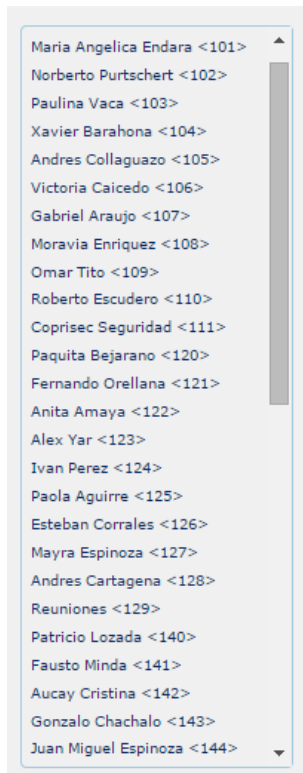 Maria Angelica Endara <101>
Norberto Purtschert <102>
Paulina Vaca <103>
Xavier Barahona <104>
Andres Collaguazo <105>
Victoria Caicedo <106>
Gabriel Araujo <107>
Moravia Enriquez <108>
Omar Tito <109>
Roberto Escudero <110>
Coprisec Seguridad <111>
Paquita Bejarano <120>
Fernando Orellana <121>
Anita Amaya <122>
Alex Yar <123>
Ivan Perez <124>
Paola Aguirre <125>
Esteban Corrales <126>
Mayra Espinoza <127>
Andres Cartagena <128>
Reuniones <129>
Patricio Lozada <140>
Fausto Minda <141>
Aucay Cristina <142>
Gonzalo Chachalo <143>
Juan Miguel Espinoza <144>